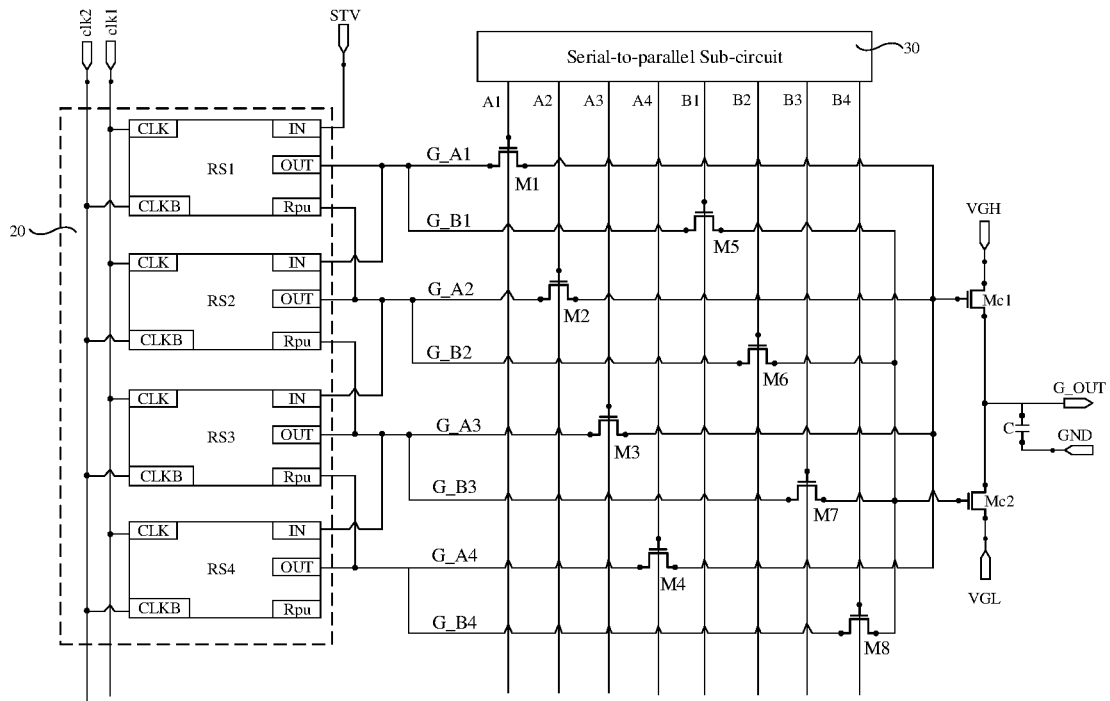 clk2
clk1
STV
Serial-to-parallel Sub-circuit
30
A1
A2
A3
A4
B1
B2
B3
B4
CLK
IN
RS1
OUT
CLKB
Rpu
G_A1
M1
G_B1
M5
VGH
20
CLK
IN
RS2
OUT
CLKB
Rpu
G_A2
M2
Mc1
G_B2
M6
CLK
IN
RS3
OUT
CLKB
Rpu
G_A3
M3
G_OUT
C
GND
G_B3
M7
Mc2
CLK
IN
RS4
OUT
CLKB
Rpu
G_A4
M4
VGL
G_B4
M8